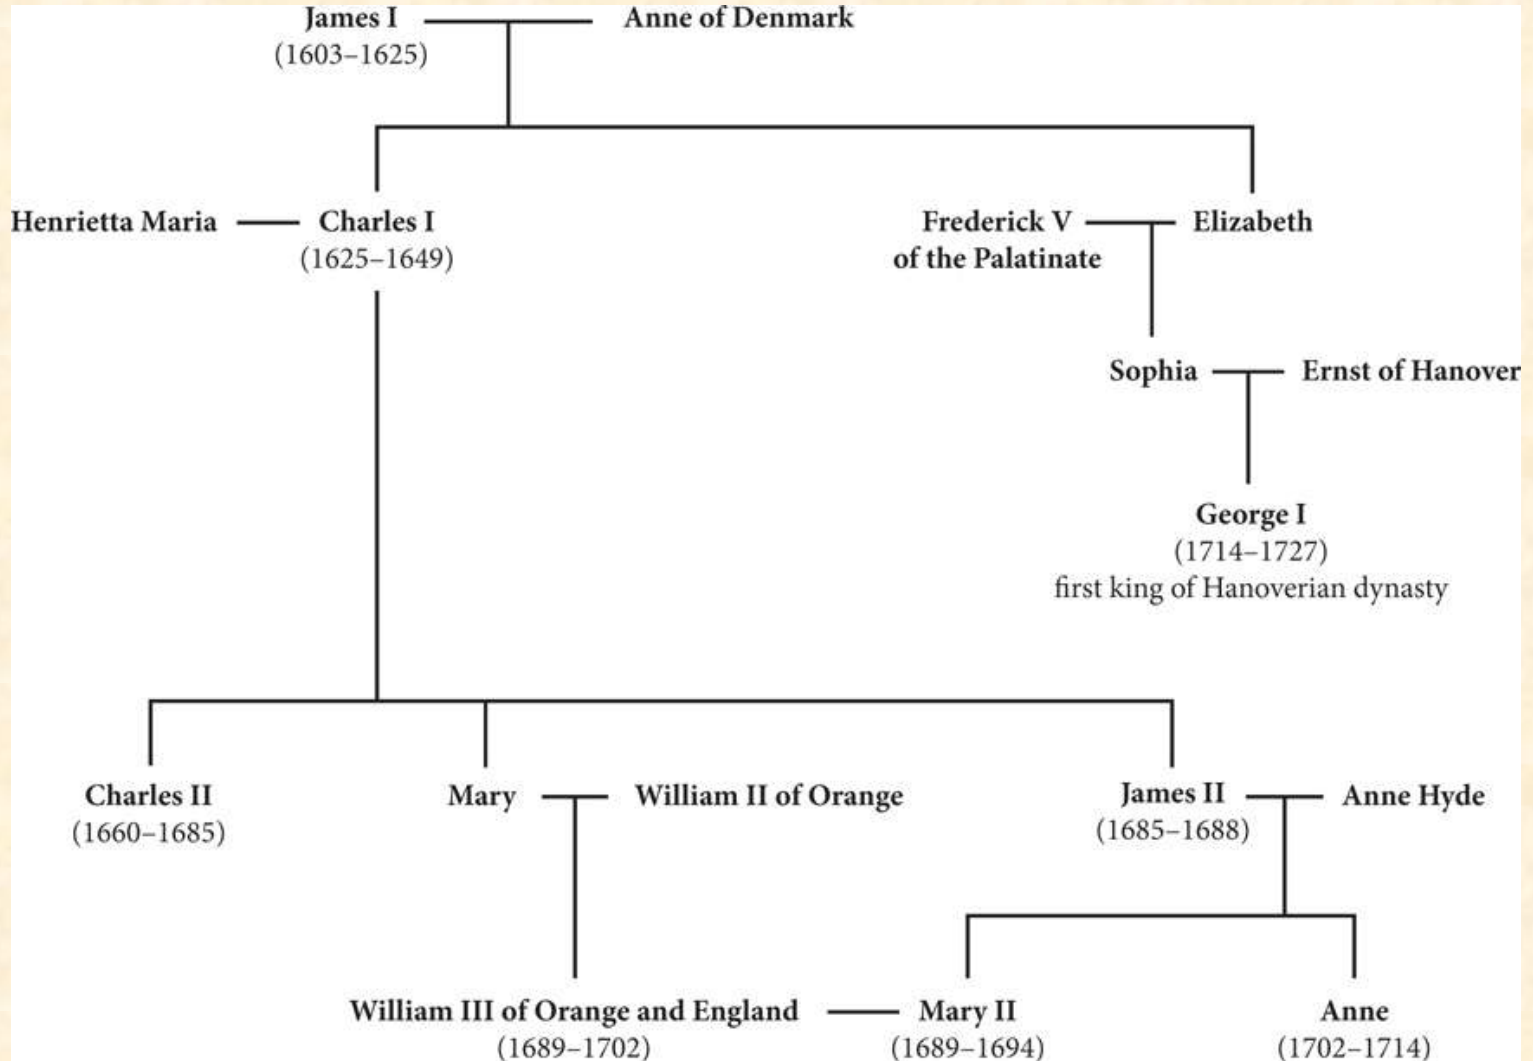 James I
Anne of Denmark
(1603–1625)
Henrietta Maria
Charles I
(1625–1649)
Frederick V
of the Palatinate
Elizabeth
Sophia
Ernst of Hanover
George I
(1714–1727)
first king of Hanoverian dynasty
Charles II
(1660–1685)
Mary
William II of Orange
James II
(1685–1688)
Anne Hyde
William III of Orange and England
(1689–1702)
Mary II
(1689–1694)
Anne
(1702–1714)